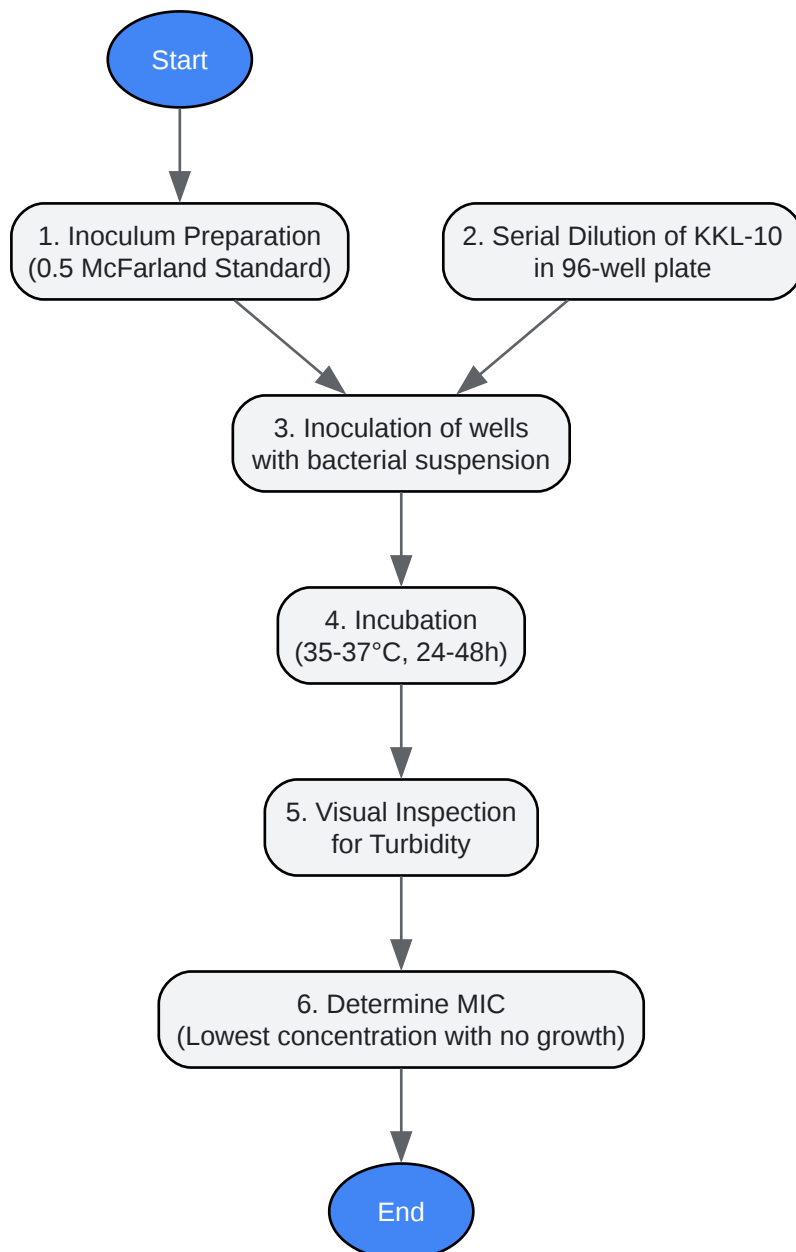 Start
1. Inoculum Preparation
(0.5 McFarland Standard)
2. Serial Dilution of KKL-10
in 96-well plate
3. Inoculation of wells
with bacterial suspension
4. Incubation
(35-37°C, 24-48h)
5. Visual Inspection
for Turbidity
6. Determine MIC
(Lowest concentration with no growth)
End